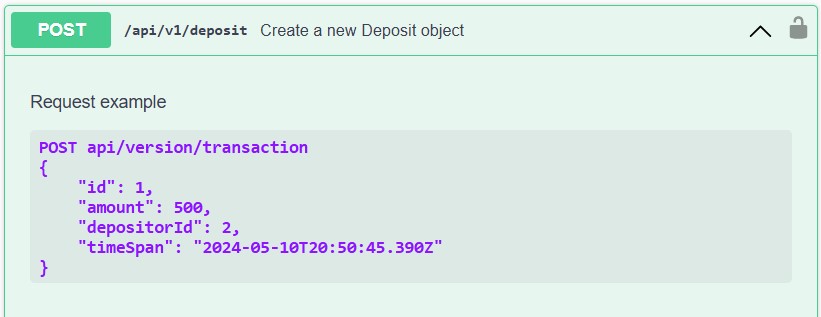 POST /api/v1/deposit Create a new Deposit object
Request example
POST api/version/transaction
{
"id": 1,
"amount": 500,
"depositorId": 2,
"timeSpan": "2024-05-10T20:50:45.390Z"
}